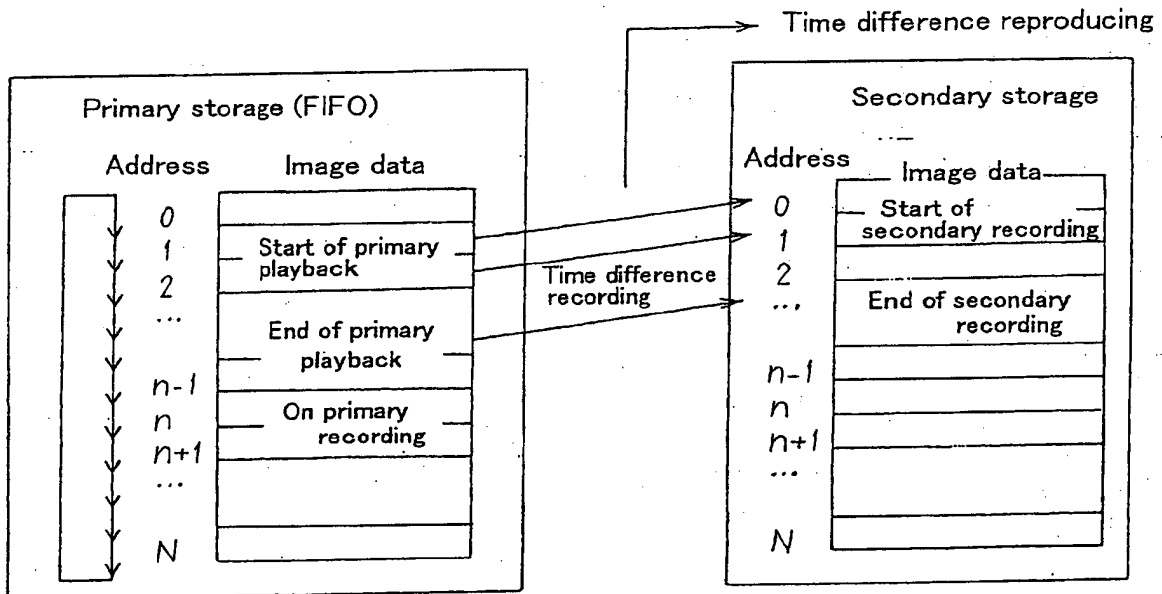 Time difference reproducing
Primary storage (FIFO)
Address
Image data
0
1
2
...
n-1
n
n+1
...
N
Start of primary
playback
End of primary
playback
On primary
recording
Time difference
recording
Secondary storage
Address
Image data
0
1
2
...
n-1
n
n+1
...
N
Start of
secondary recording
End of secondary
recording